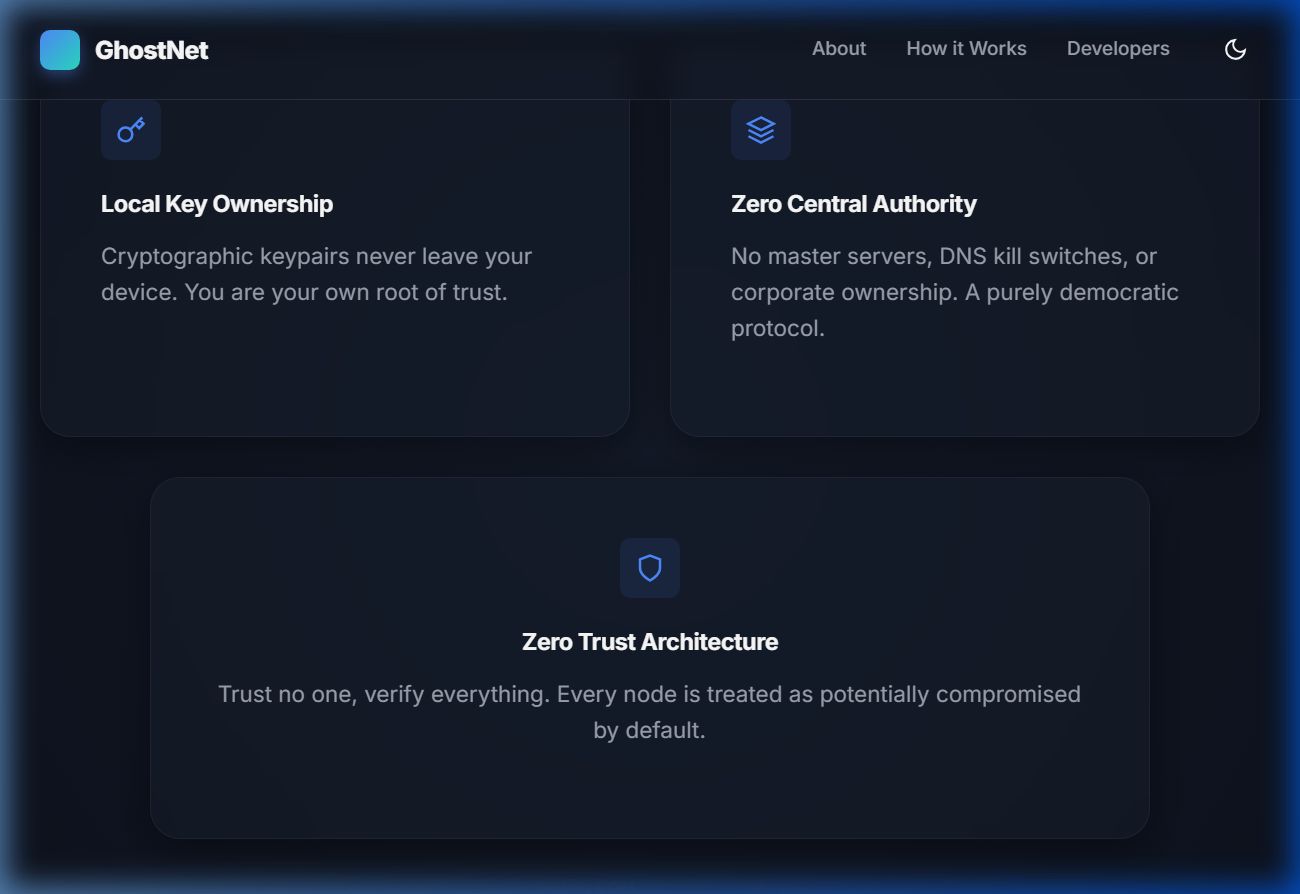 GhostNet
About
How it Works
Developers
Local Key Ownership
Cryptographic keypairs never leave your
device. You are your own root of trust.
Zero Central Authority
No master servers, DNS kill switches, or
corporate ownership. A purely democratic
protocol.
Zero Trust Architecture
Trust no one, verify everything. Every node is treated as potentially compromised
by default.